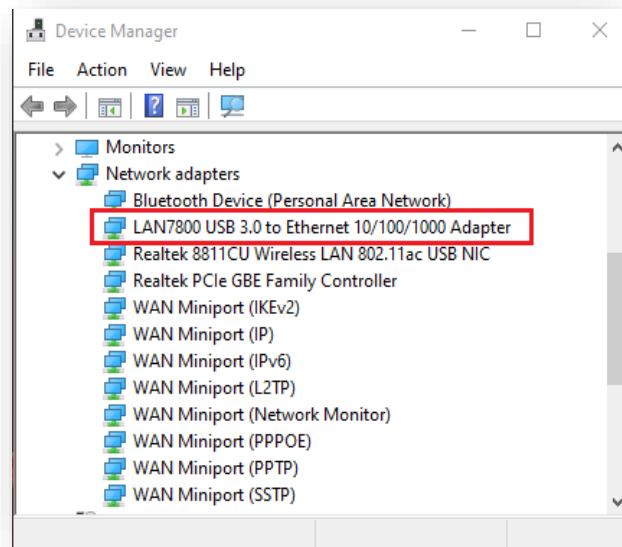 Device Manager
File Action View Help
Monitors
Network adapters
Bluetooth Device (Personal Area Network)
LAN7800 USB 3.0 to Ethernet 10/100/1000 Adapter
Realtek 8811CU Wireless LAN 802.11ac USB NIC
Realtek PCIe GBE Family Controller
WAN Miniport (IKEv2)
WAN Miniport (IP)
WAN Miniport (IPv6)
WAN Miniport (L2TP)
WAN Miniport (Network Monitor)
WAN Miniport (PPPOE)
WAN Miniport (PPTP)
WAN Miniport (SSTP)